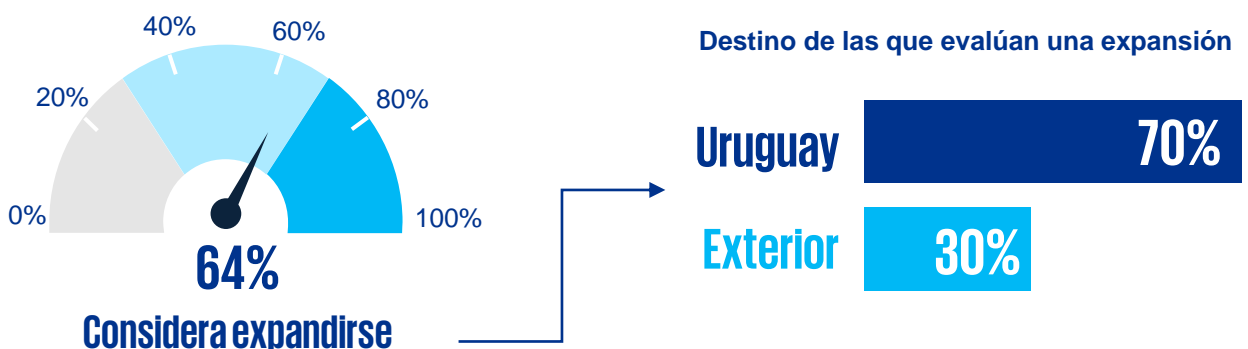 40%
60%
20%
80%
0%
100%
64%
Considera expandirse
Destino de las que evalúan una expansión
Uruguay
70%
Exterior
30%